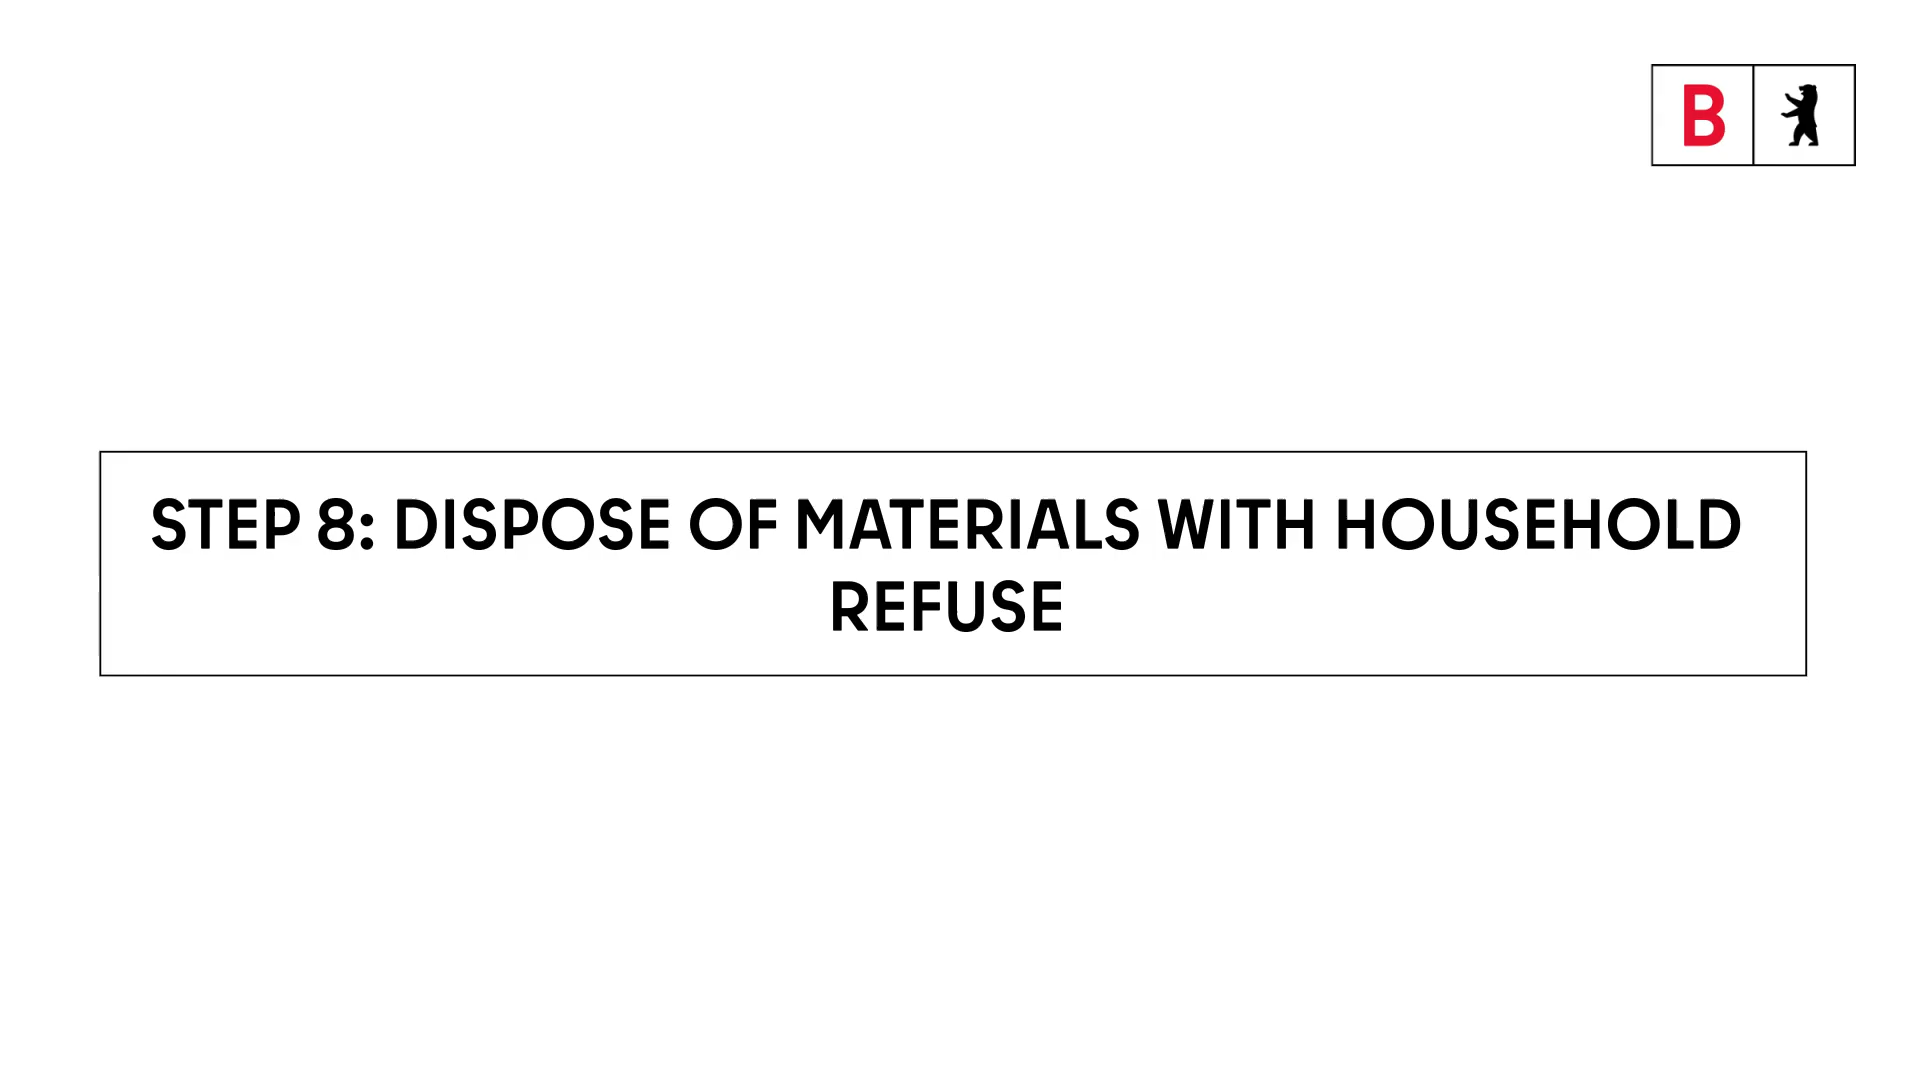 B
STEP 8: DISPOSE OF MATERIALS WITH HOUSEHOLD
REFUSE